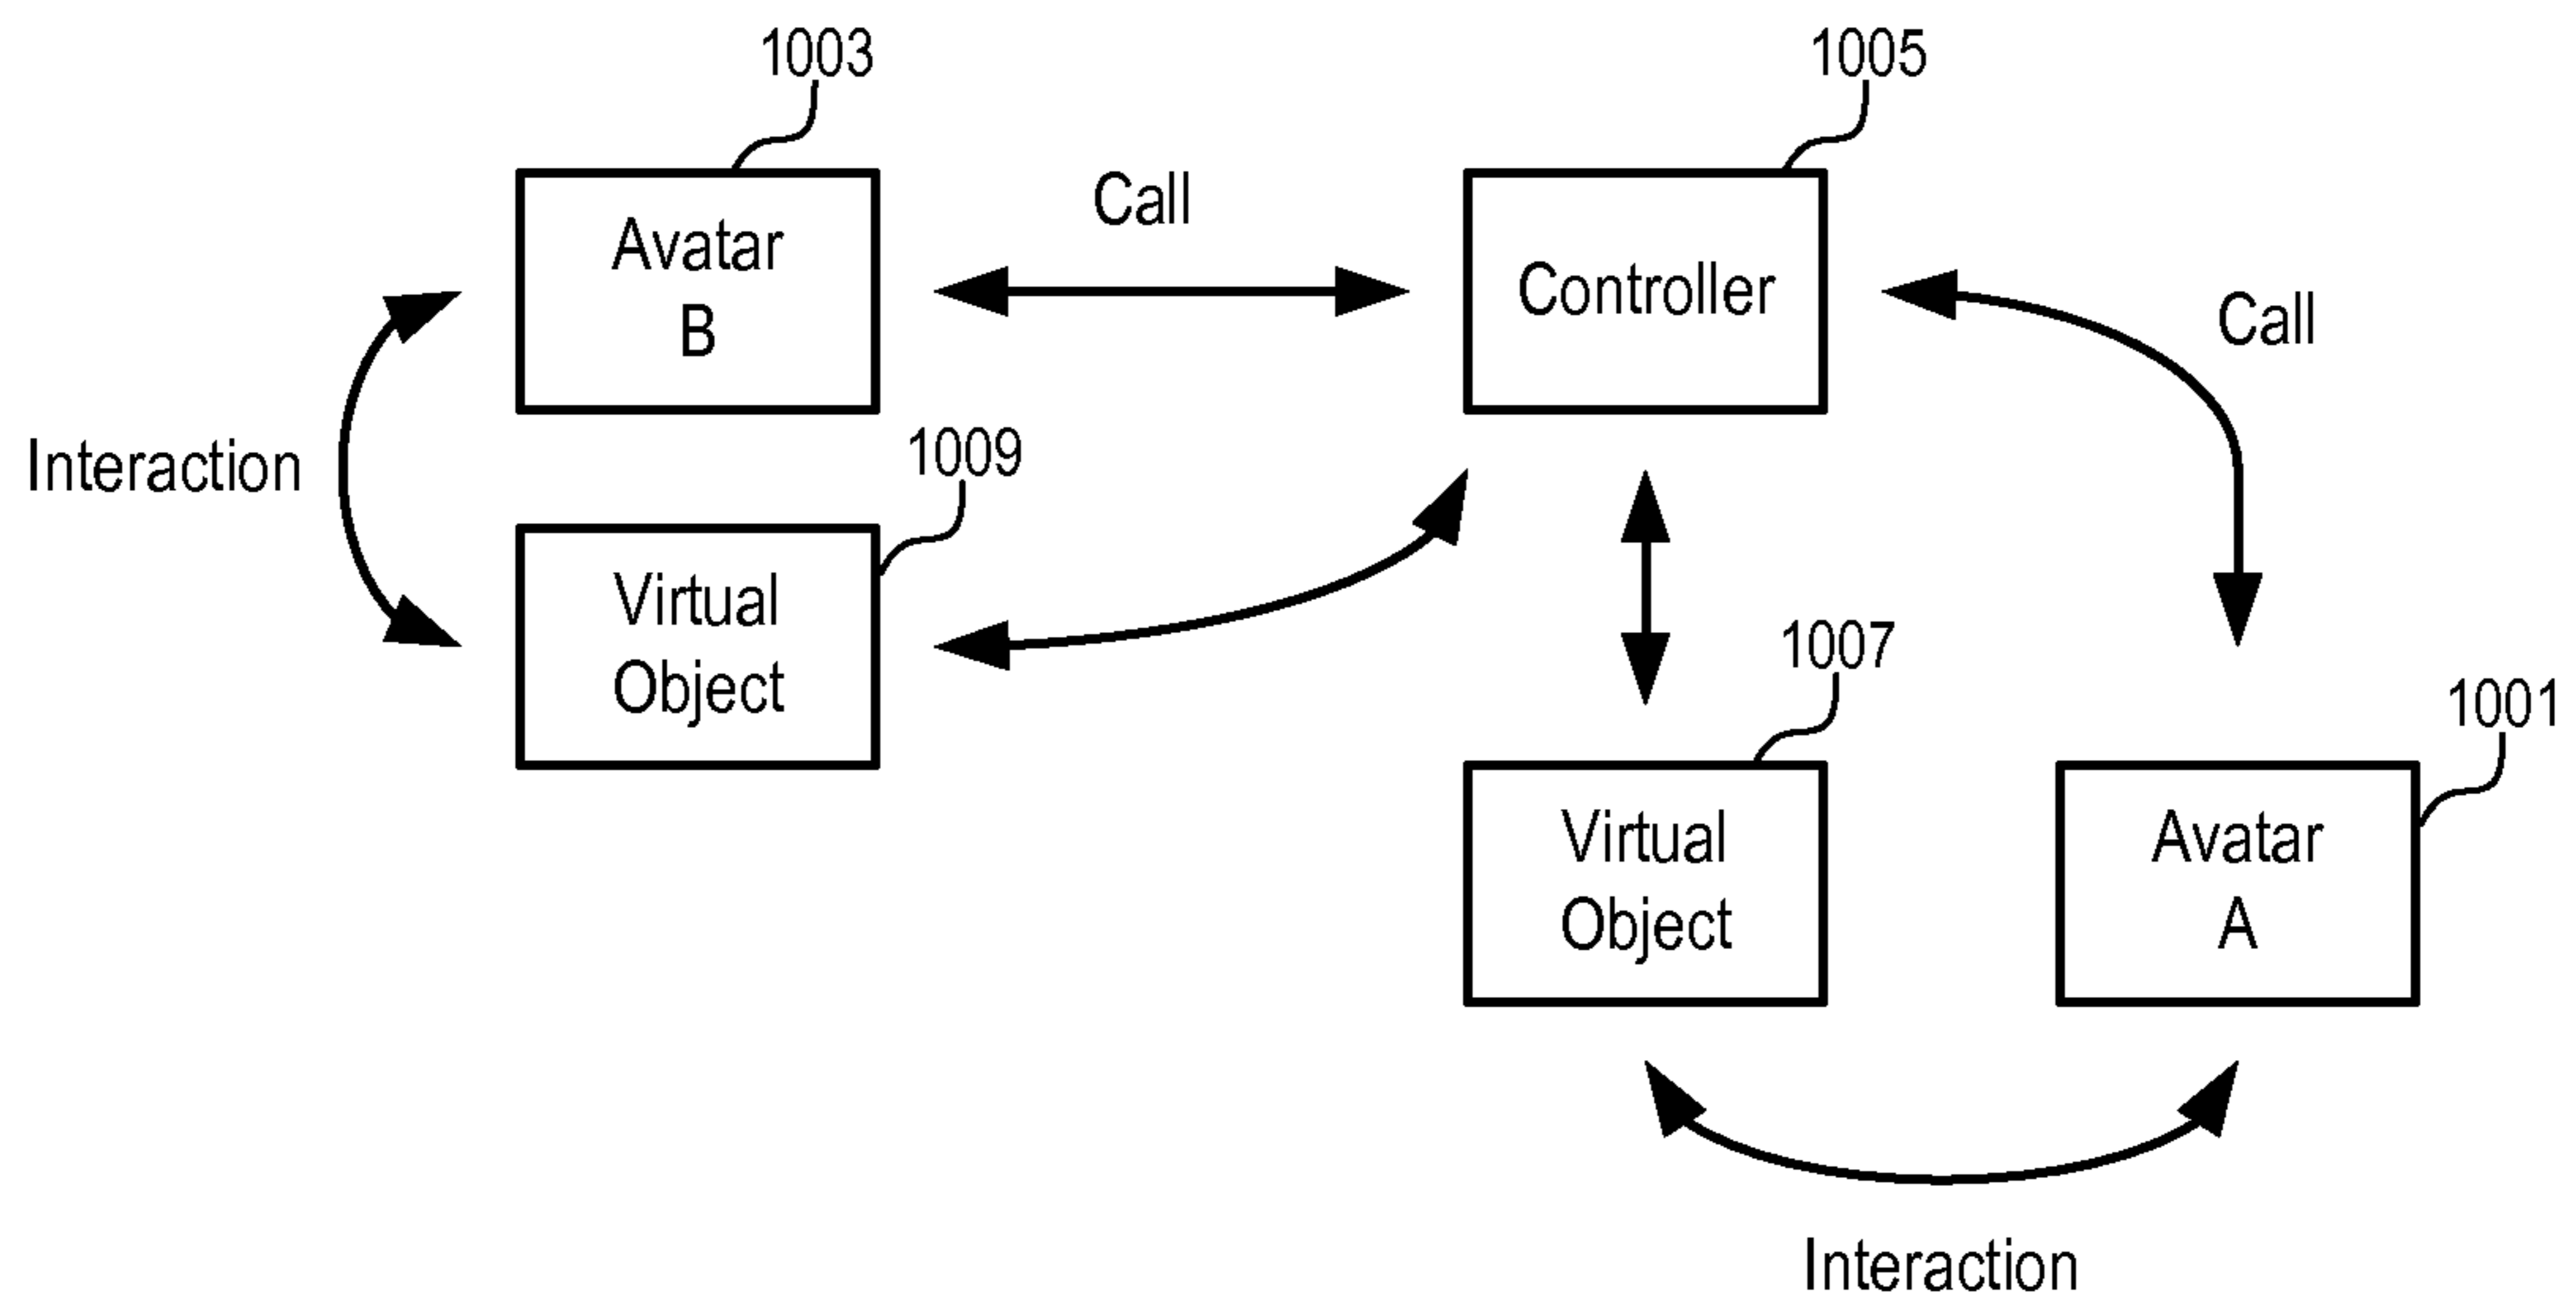 1003
1005
Avatar
B
Call
Controller
Call
Interaction
1009
Virtual
Object
1007
1001
Virtual
Object
Avatar
A
Interaction